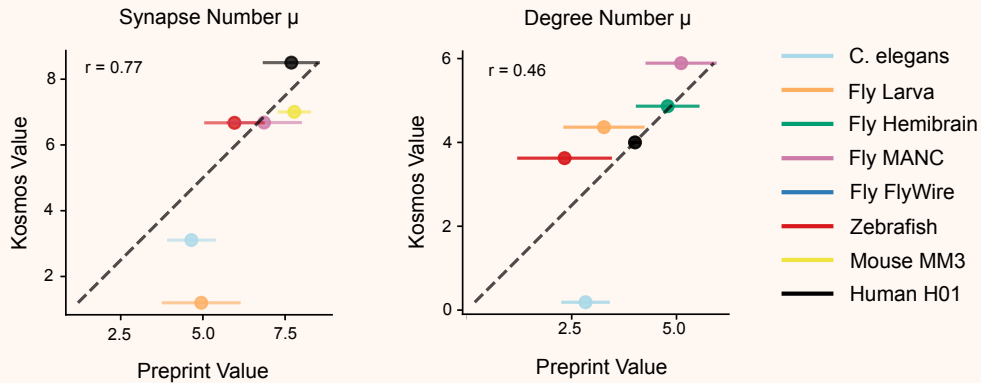 Synapse Number μ
r = 0.77
8
6
4
2
2.5 5.0 7.5
Kosmos Value
Preprint Value
Degree Number μ
r = 0.46
6
4
2
0
2.5 5.0
Kosmos Value
Preprint Value
C. elegans
Fly Larva
Fly Hemibrain
Fly MANC
Fly FlyWire
Zebrafish
Mouse MM3
Human H01